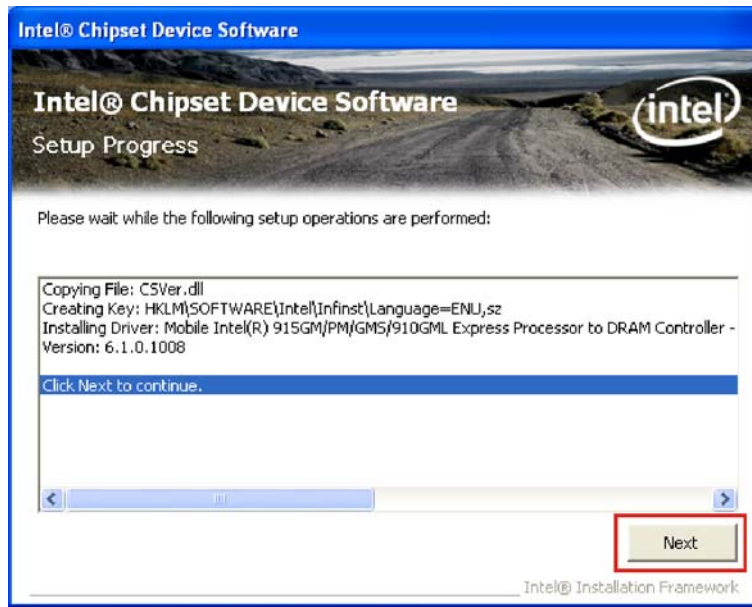 Intel® Chipset Device Software
Intel® Chipset Device Software
intel
Setup Progress
Please wait while the following setup operations are performed:
Copying File: CSVer.dll
Creating Key: HKLM\SOFTWARE\Intel\Infinst\Language=ENU,sz
Installing Driver: Mobile Intel(R) 915GM/PM/GMS/910GML Express Processor to DRAM Controller -
Version: 6.1.0.1008
Click Next to continue.
Next
Intel® Installation Framework